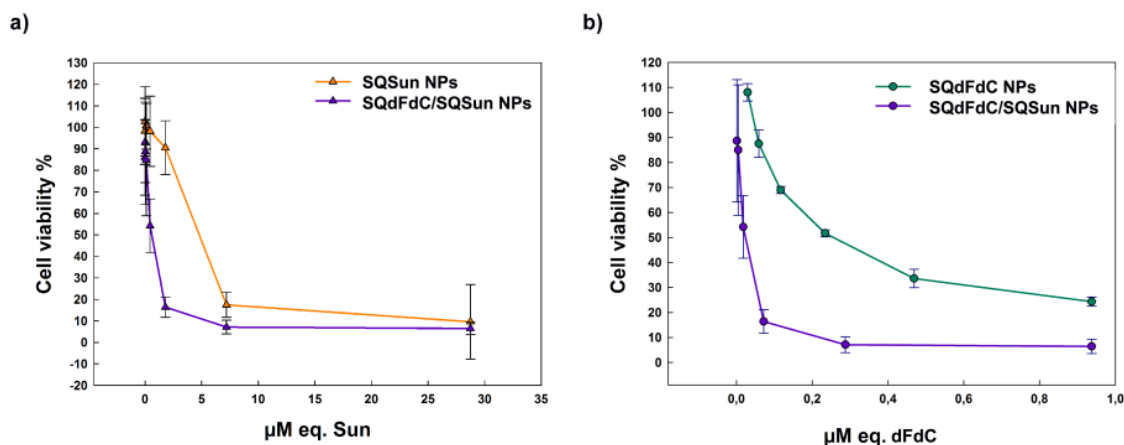 a)
130
120
110
100
90
80
70
60
50
40
30
20
10
0
-10
-20
Cell viability %
SQSun NPs
SQdFdC/SQSun NPs
0 5 10 15 20 25 30 35
µM eq. Sun
b)
120
110
100
90
80
70
60
50
40
30
20
10
0
Cell viability %
SQdFdC NPs
SQdFdC/SQSun NPs
0,0 0,2 0,4 0,6 0,8 1,0
µM eq. dFdC